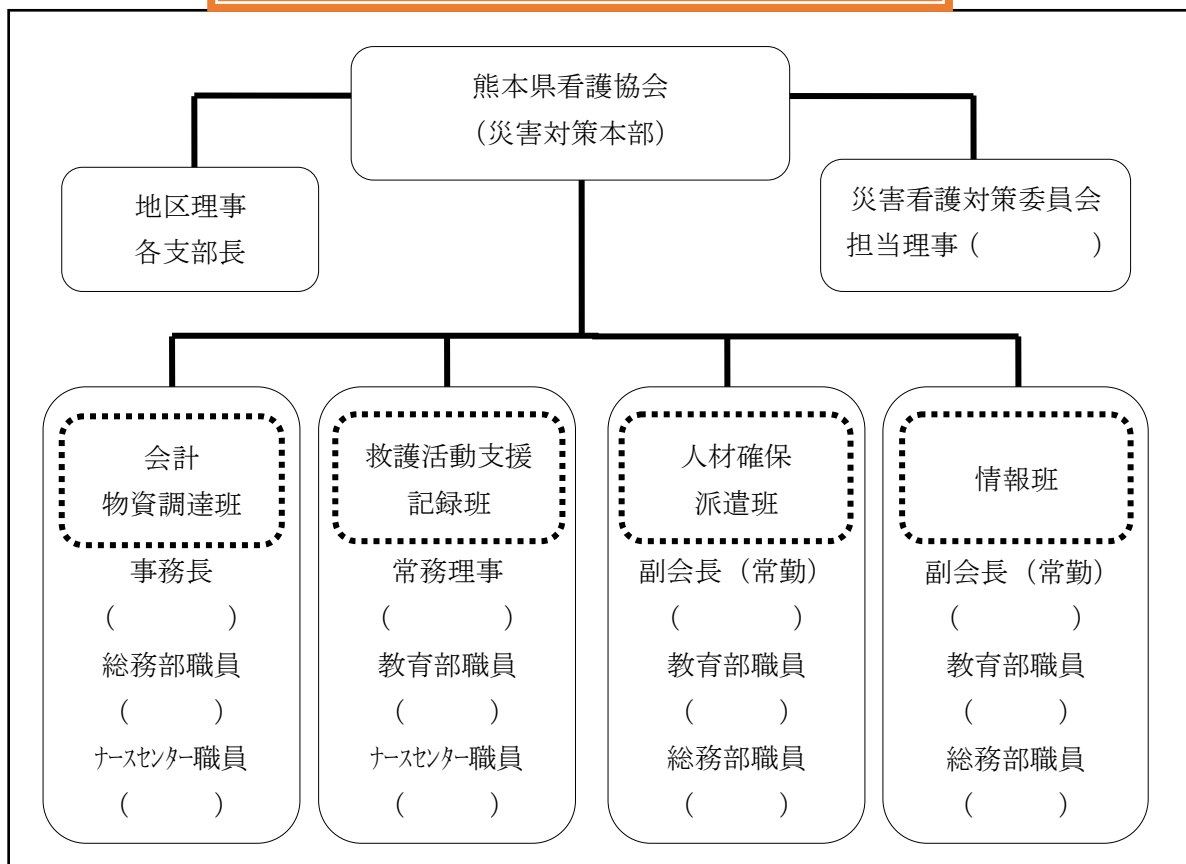 熊本県看護協会
(災害対策本部)
地区理事
各支部長
災害看護対策委員会
担当理事(　　　　)
会計
物資調達班
事務長
(　　　　)
総務部職員
(　　　)
ナースセンター職員
(　　　)
救護活動支援
記録班
常務理事
(　　　　)
教育部職員
(　　　)
ナースセンター職員
(　　　)
人材確保
派遣班
副会長(常勤)
(　　　　)
教育部職員
(　　　)
総務部職員
(　　　)
情報班
副会長(常勤)
(　　　　)
教育部職員
(　　　)
総務部職員
(　　　)